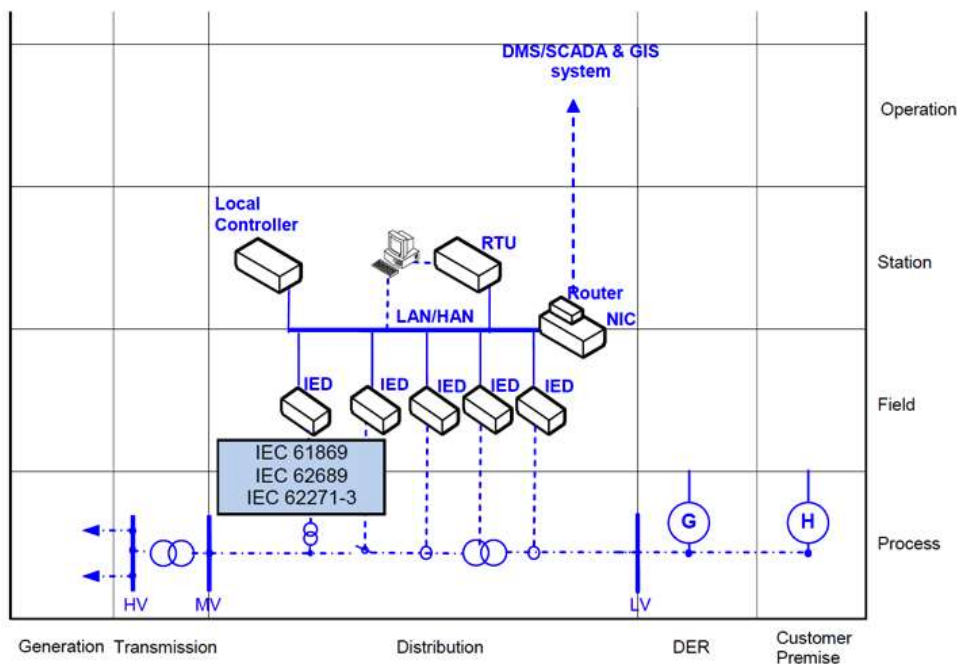 DMS/SCADA & GIS
system
Operation
Local
Controller
RTU
Station
Router
LAN/HAN
NIC
IED
IED
IED
IED
IED
Field
IEC 61869
IEC 62689
IEC 62271-3
G
H
Process
HV
MV
LV
Generation
Transmission
Distribution
DER
Customer
Premise